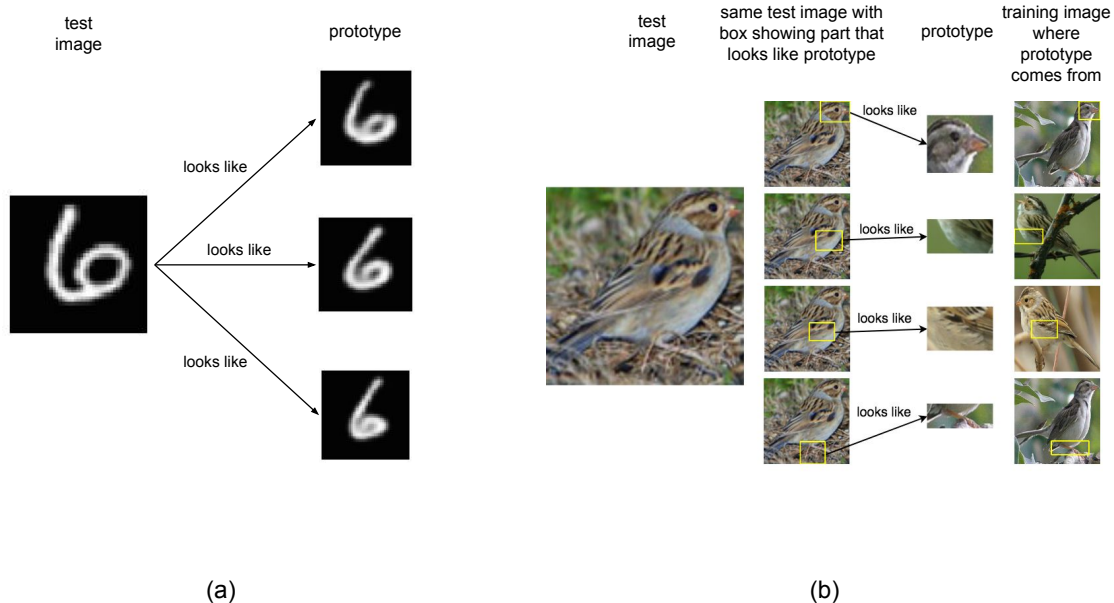 test
image
prototype
looks like
looks like
looks like
(a)
test
image
same test image with
box showing part that
looks like prototype
prototype
training image
where
prototype
comes from
looks like
looks like
looks like
looks like
(b)